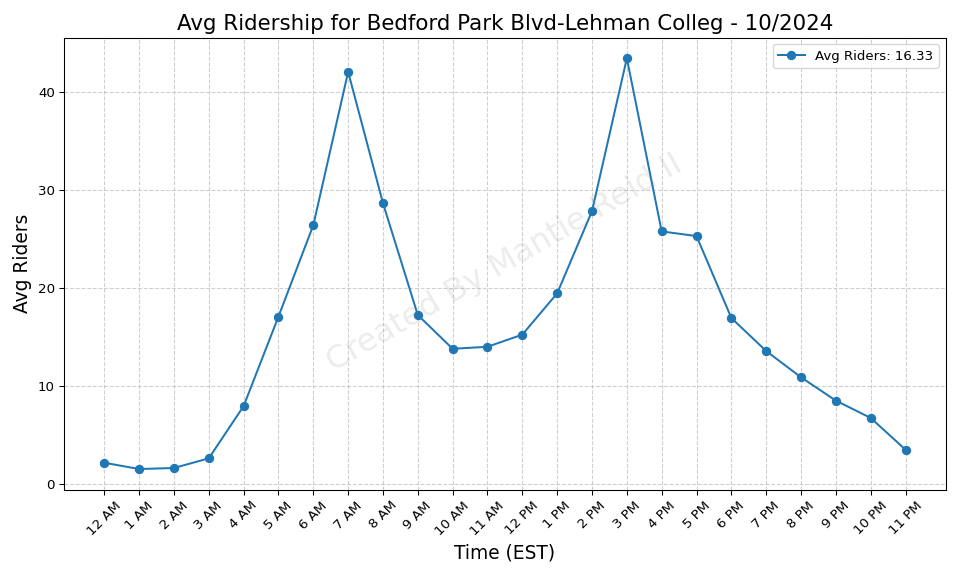 Avg Ridership for Bedford Park Blvd-Lehman Colleg - 10/2024
Avg Riders: 16.33
Avg Riders
40
30
20
10
0
Created By Mantle Reid II
12 AM
1 AM
2 AM
3 AM
4 AM
5 AM
6 AM
7 AM
8 AM
9 AM
10 AM
11 AM
12 PM
1 PM
2 PM
3 PM
4 PM
5 PM
6 PM
7 PM
8 PM
9 PM
10 PM
11 PM
Time (EST)